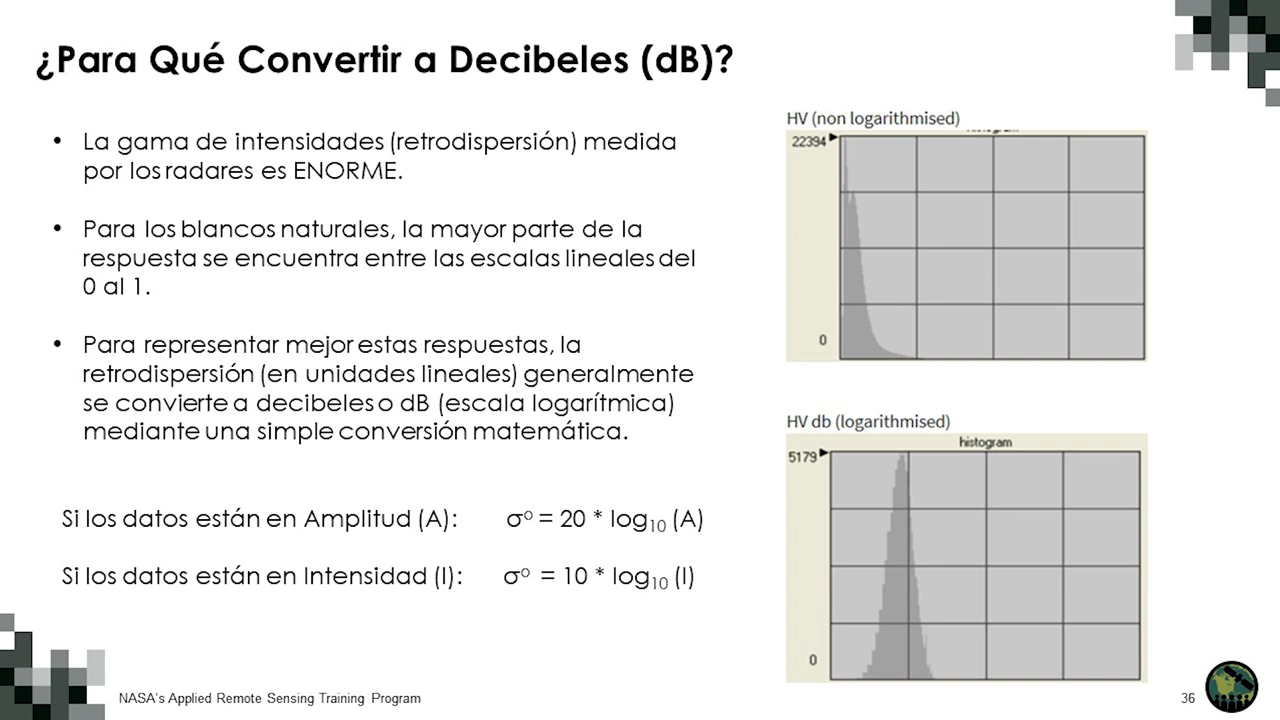 ¿Para Qué Convertir a Decibeles (dB)?
• La gama de intensidades (retrodispersión) medida
por los radares es ENORME.
• Para los blancos naturales, la mayor parte de la
respuesta se encuentra entre las escalas lineales del
0 al 1.
• Para representar mejor estas respuestas, la
retrodispersión (en unidades lineales) generalmente
se convierte a decibeles o dB (escala logarítmica)
mediante una simple conversión matemática.
Si los datos están en Amplitud (A): σᵒ = 20 * log₁₀ (A)
Si los datos están en Intensidad (I): σᵒ = 10 * log₁₀ (I)
HV (non logarithmised)
22394
0
HV db (logarithmised)
histogram
5179
0
NASA's Applied Remote Sensing Training Program
36